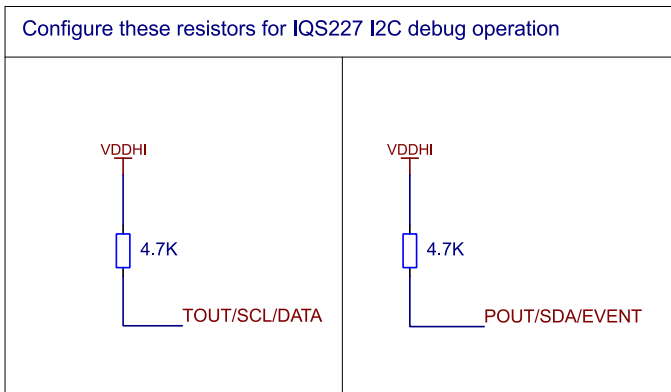 Configure these resistors for IQS227 I2C debug operation
VDDHI
4.7K
TOUT/SCL/DATA
VDDHI
4.7K
POUT/SDA/EVENT